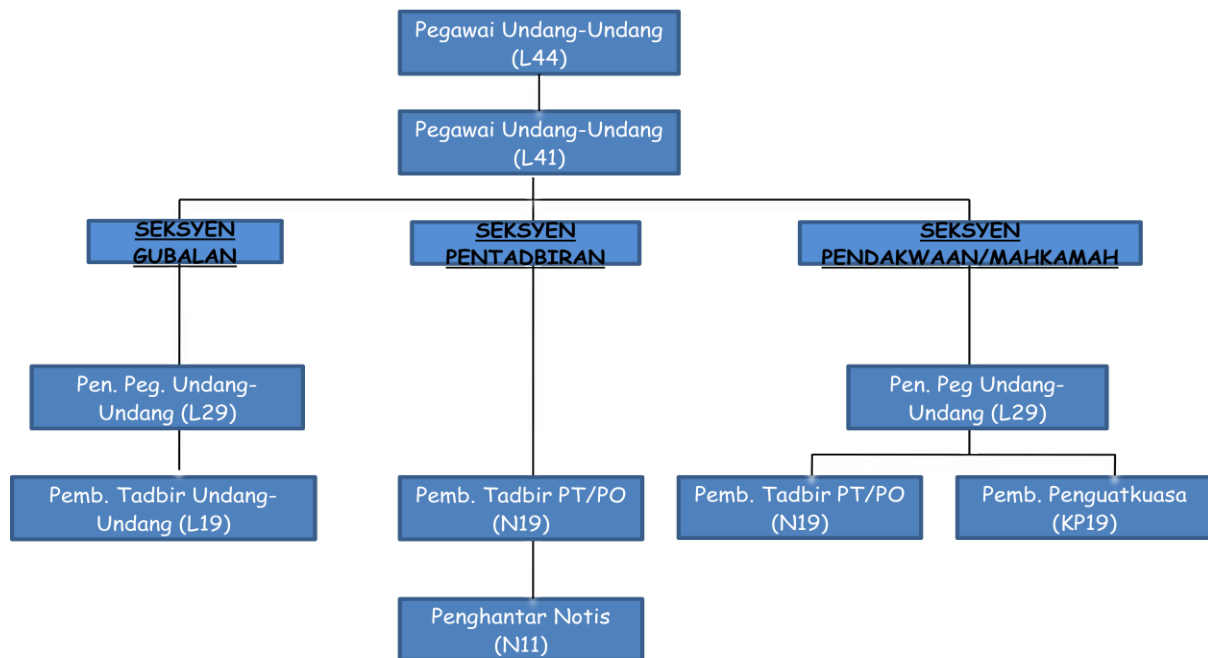 Pegawai Undang-Undang
(L44)
Pegawai Undang-Undang
(L41)
SEKSYEN
GUBALAN
SEKSYEN
PENTADBIRAN
SEKSYEN
PENDAKWAAN/MAHKAMAH
Pen. Peg. Undang-
Undang (L29)
Pen. Peg Undang-
Undang (L29)
Pemb. Tadbir Undang-
Undang (L19)
Pemb. Tadbir PT/PO
(N19)
Pemb. Tadbir PT/PO
(N19)
Pemb. Penguatkuasa
(KP19)
Penghantar Notis
(N11)